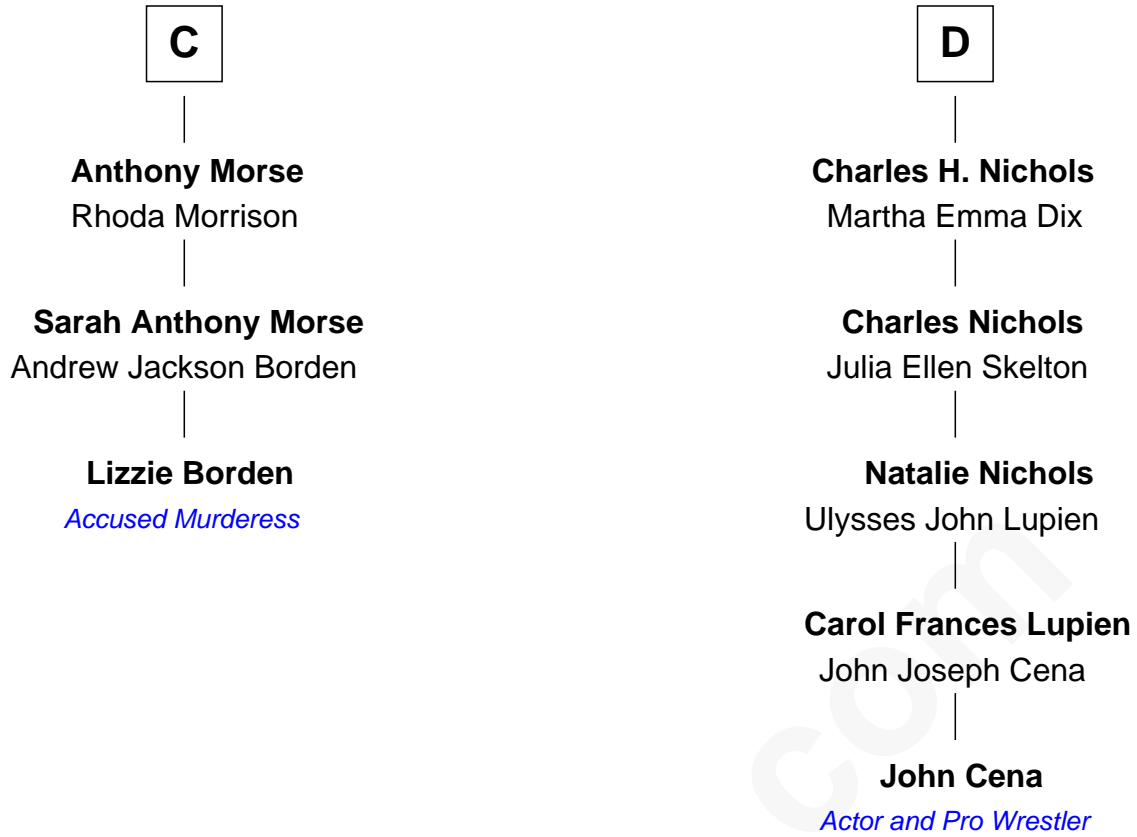 C
Anthony Morse
Rhoda Morrison
Sarah Anthony Morse
Andrew Jackson Borden
Lizzie Borden
Accused Murderess
D
Charles H. Nichols
Martha Emma Dix
Charles Nichols
Julia Ellen Skelton
Natalie Nichols
Ulysses John Lupien
Carol Frances Lupien
John Joseph Cena
John Cena
Actor and Pro Wrestler
com